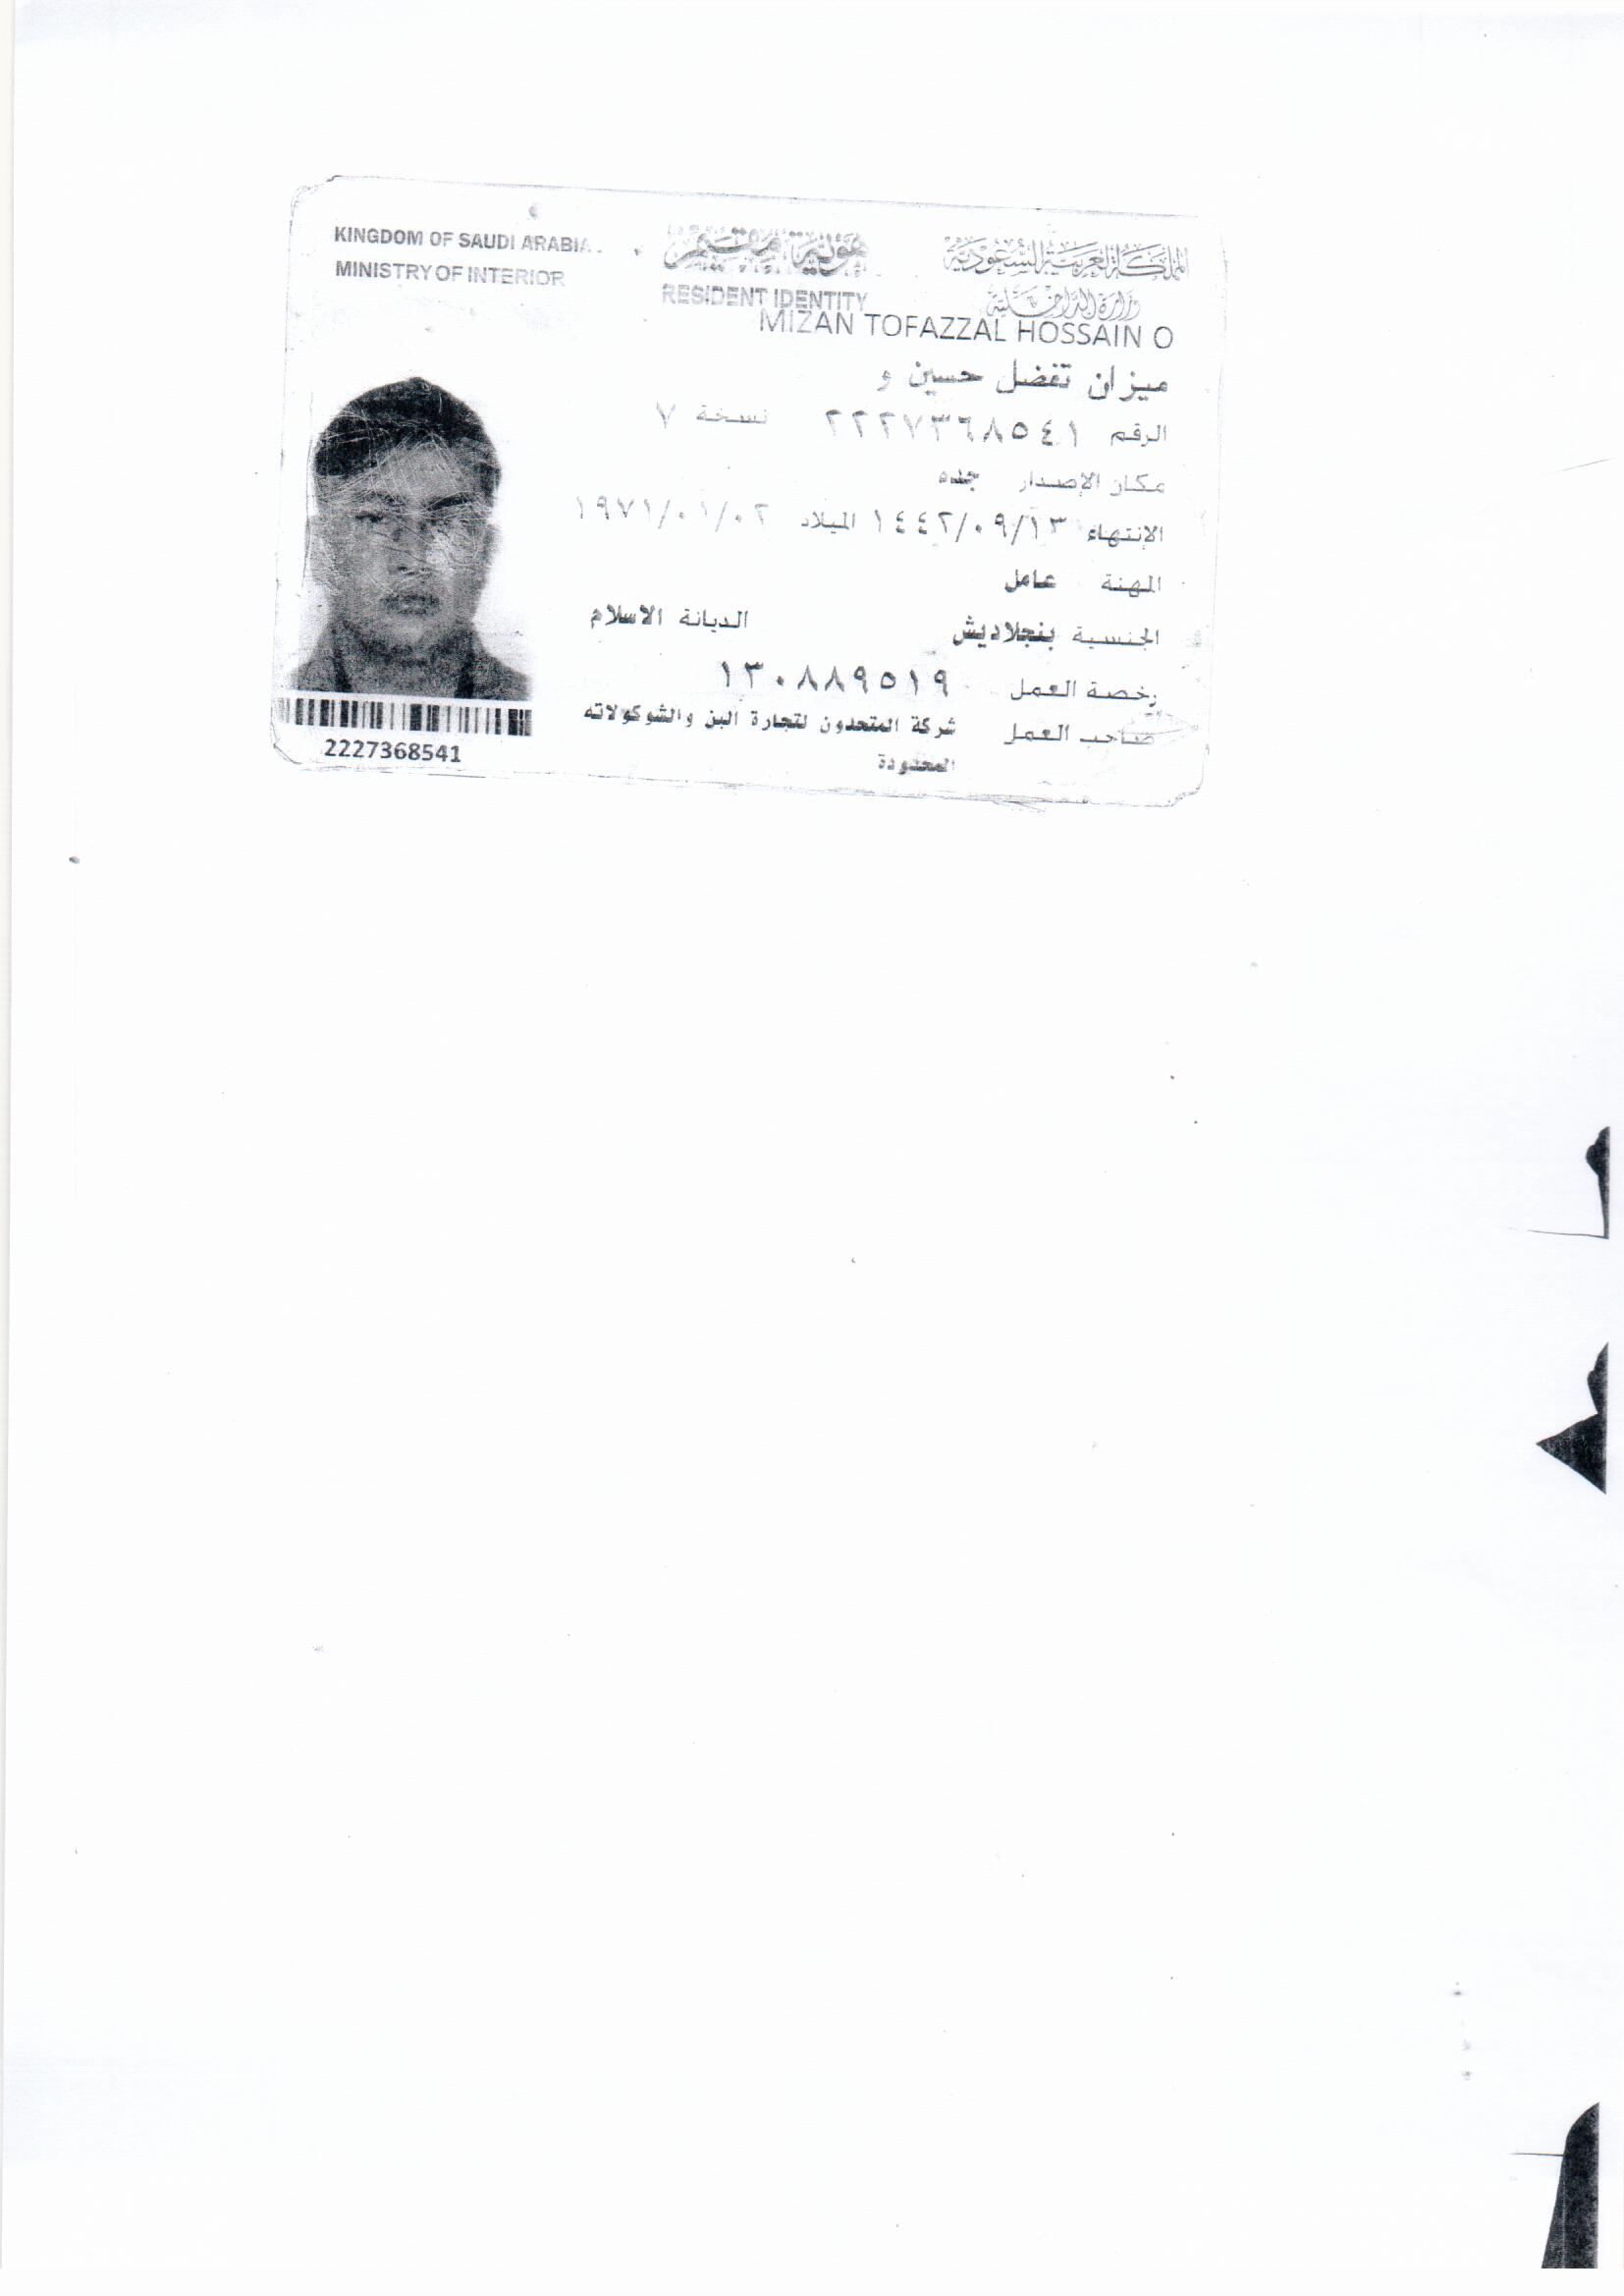 KINGDOM OF SAUDI ARABIA
MINISTRY OF INTERIOR
هوية مقيم
RESIDENT IDENTITY
المملكة العربية السعودية
وزارة الداخلية
MIZAN TOFAZZAL HOSSAIN O
ميزان تفضل حسين و
الرقم ٢٢٢٧٣٦٨٥٤١ نسخة ٧
مكان الإصدار جده
الإنتهاء ١٤٤٢/٠٩/١٣ الميلاد ١٩٧١/٠١/٠٢
المهنة عامل
الجنسية بنجلاديش الديانة الاسلام
رخصة العمل ١٣٠٨٨٩٥١٩
صاحب العمل شركة المتحدون لتجارة البن والشوكولاته
المحدودة
2227368541